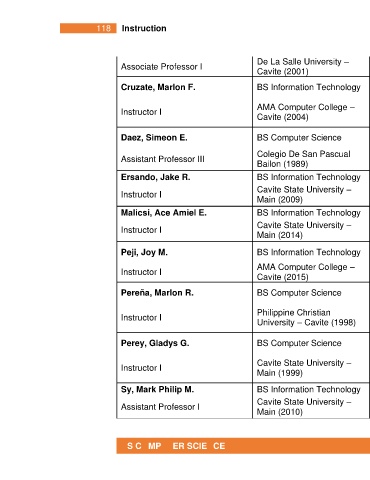 118 Instruction
Associate Professor I
De La Salle University –
Cavite (2001)
Cruzate, Marlon F.
BS Information Technology
Instructor I
AMA Computer College –
Cavite (2004)
Daez, Simeon E.
BS Computer Science
Assistant Professor III
Colegio De San Pascual
Bailon (1989)
Ersando, Jake R.
BS Information Technology
Instructor I
Cavite State University –
Main (2009)
Malicsi, Ace Amiel E.
BS Information Technology
Instructor I
Cavite State University –
Main (2014)
Peji, Joy M.
BS Information Technology
Instructor I
AMA Computer College –
Cavite (2015)
Pereña, Marlon R.
BS Computer Science
Instructor I
Philippine Christian
University – Cavite (1998)
Perey, Gladys G.
BS Computer Science
Instructor I
Cavite State University –
Main (1999)
Sy, Mark Philip M.
BS Information Technology
Assistant Professor I
Cavite State University –
Main (2010)
S C MP ER SCIE CE